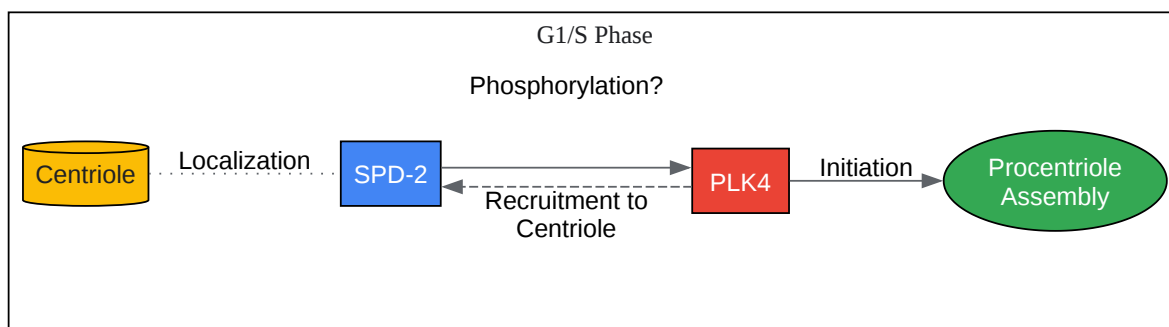 G1/S Phase
Phosphorylation?
Centriole
Localization
SPD-2
Recruitment to
Centriole
PLK4
Initiation
Procentriole
Assembly